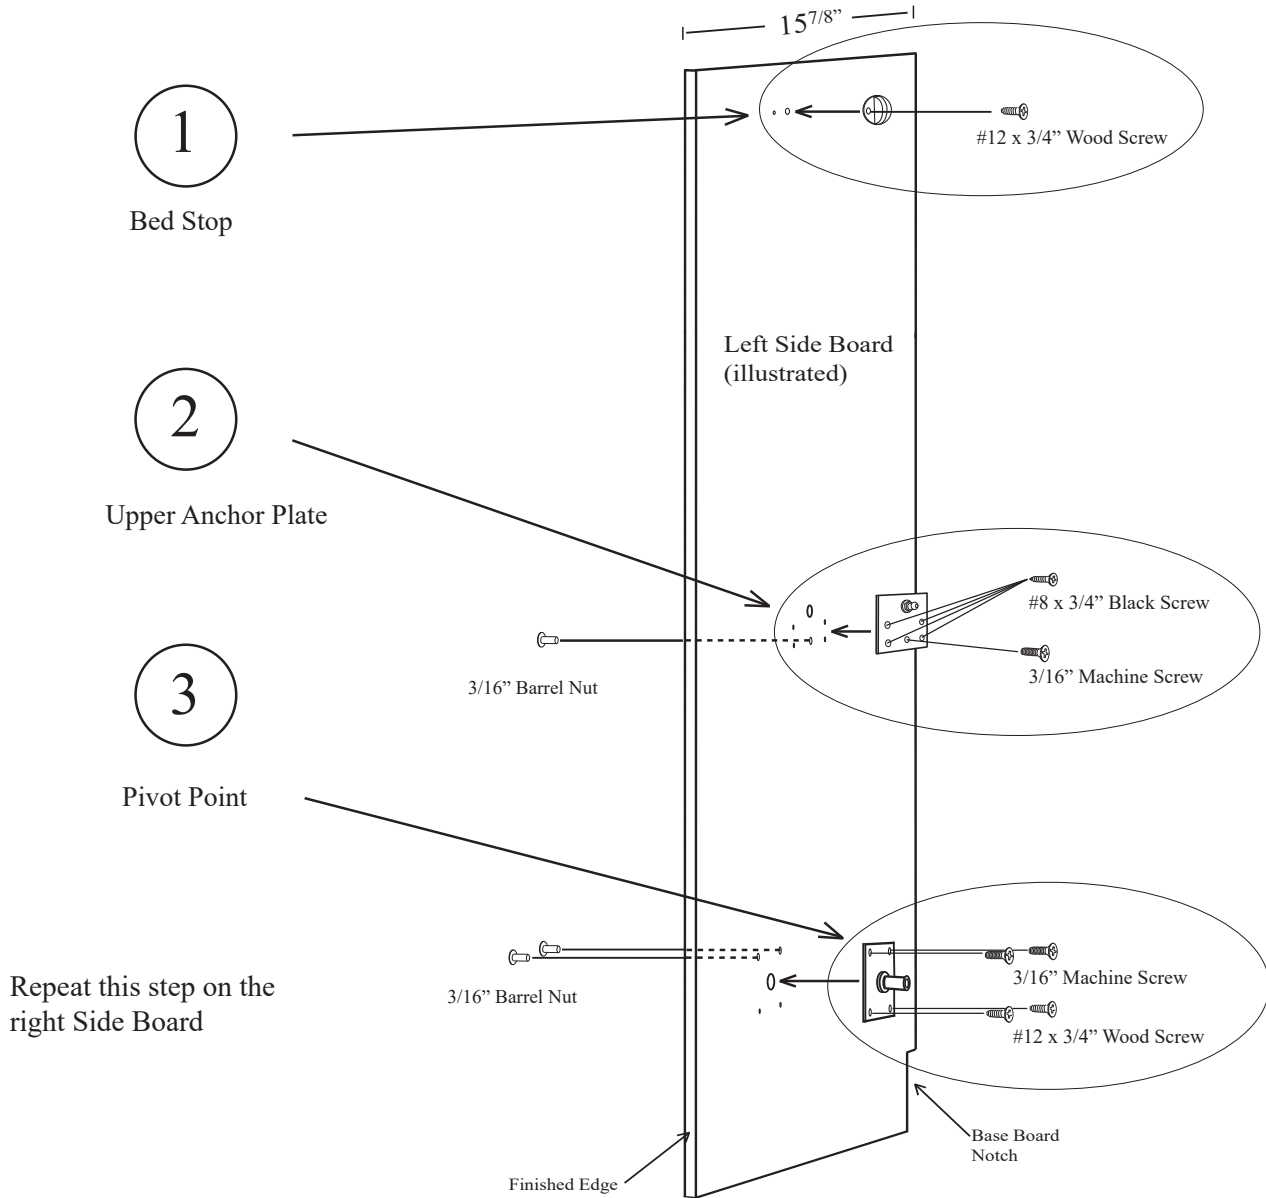 15 7/8”
1
Bed Stop
#12 x 3/4” Wood Screw
Left Side Board
(illustrated)
2
Upper Anchor Plate
#8 x 3/4” Black Screw
3/16” Machine Screw
3/16” Barrel Nut
3
Pivot Point
3/16” Machine Screw
#12 x 3/4” Wood Screw
3/16” Barrel Nut
Repeat this step on the
right Side Board
Base Board
Notch
Finished Edge